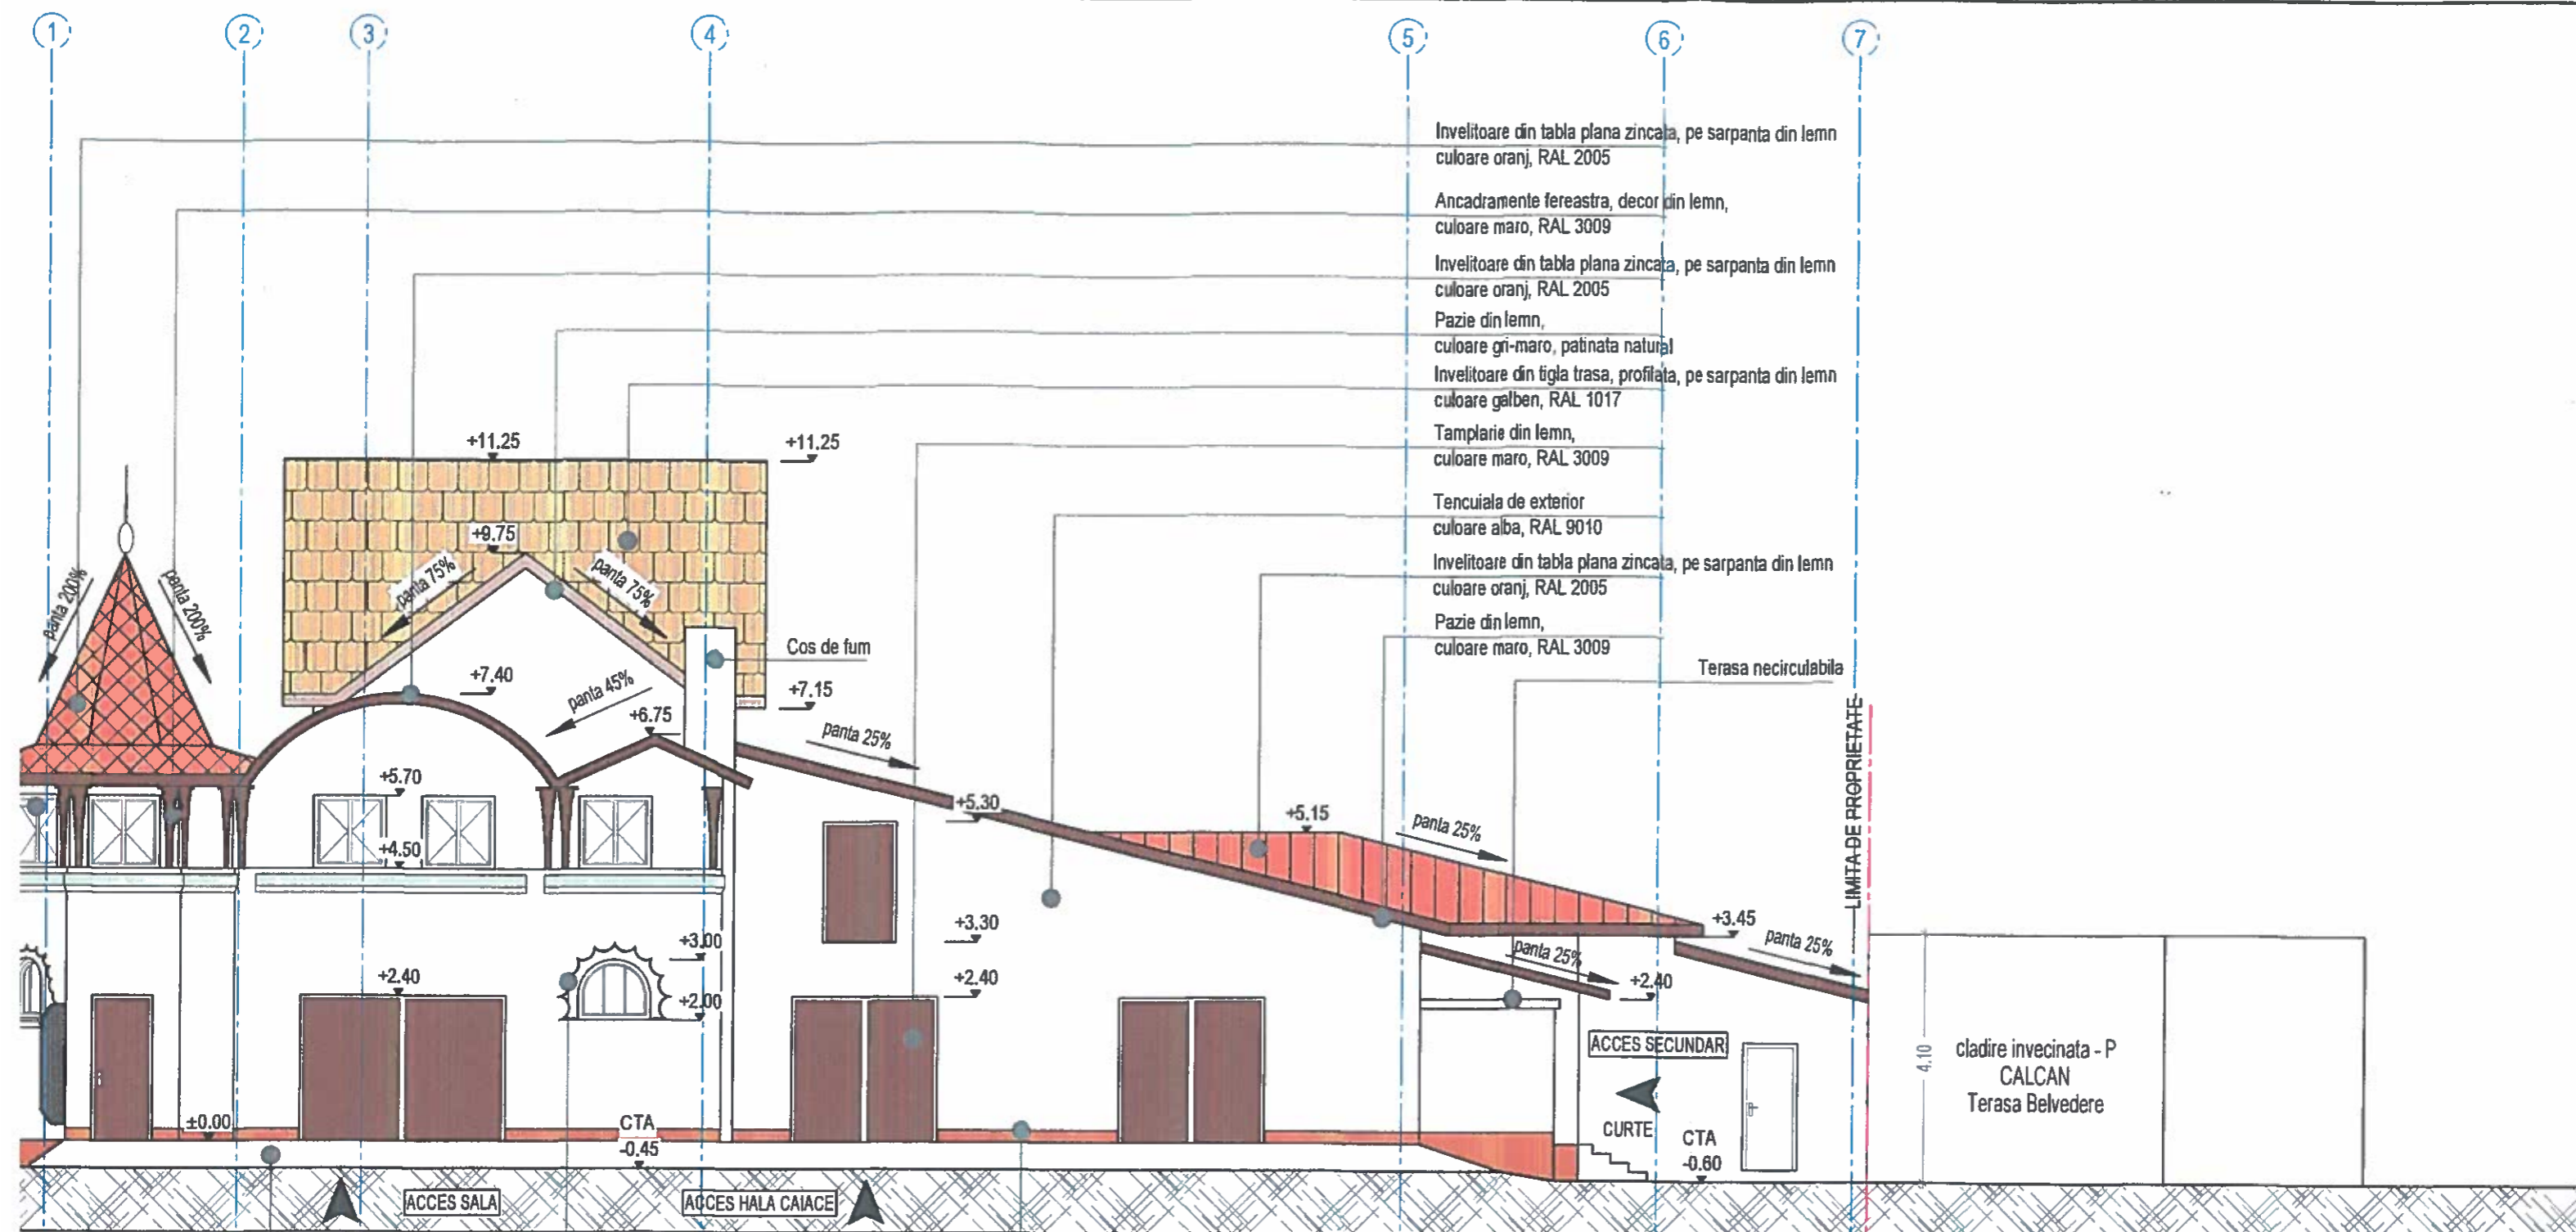 1 2 3 4 5 6 7
Invelitoare din tabla plana zincata, pe sarpanta din lemn
culoare oranj, RAL 2005
Ancadramente fereastra, decor din lemn,
culoare maro, RAL 3009
Invelitoare din tabla plana zincata, pe sarpanta din lemn
culoare oranj, RAL 2005
Pazie din lemn,
culoare gri-maro, patinata natural
Invelitoare din tigla trasa, profilata, pe sarpanta din lemn
culoare galben, RAL 1017
Tamplarie din lemn,
culoare maro, RAL 3009
Tencuiala de exterior
culoare alba, RAL 9010
Invelitoare din tabla plana zincata, pe sarpanta din lemn
culoare oranj, RAL 2005
Pazie din lemn,
culoare maro, RAL 3009
Terasa necirculabila
+11.25
+11.25
+9.75
panta 75%
panta 75%
panta 200%
panta 200%
Cos de fum
+7.40
panta 45%
+7.15
+6.75
panta 25%
+5.70
+5.30
+5.15
panta 25%
LIMITA DE PROPRIETATE
+4.50
+3.45
+3.30
+3.00
panta 25%
panta 25%
+2.40
+2.40
+2.40
+2.00
ACCES SECUNDAR
4.10
cladire invecinata - P
CALCAN
Terasa Belvedere
±0.00
CTA
-0.45
CURTE
CTA
-0.60
ACCES SALA
ACCES HALA CAIACE